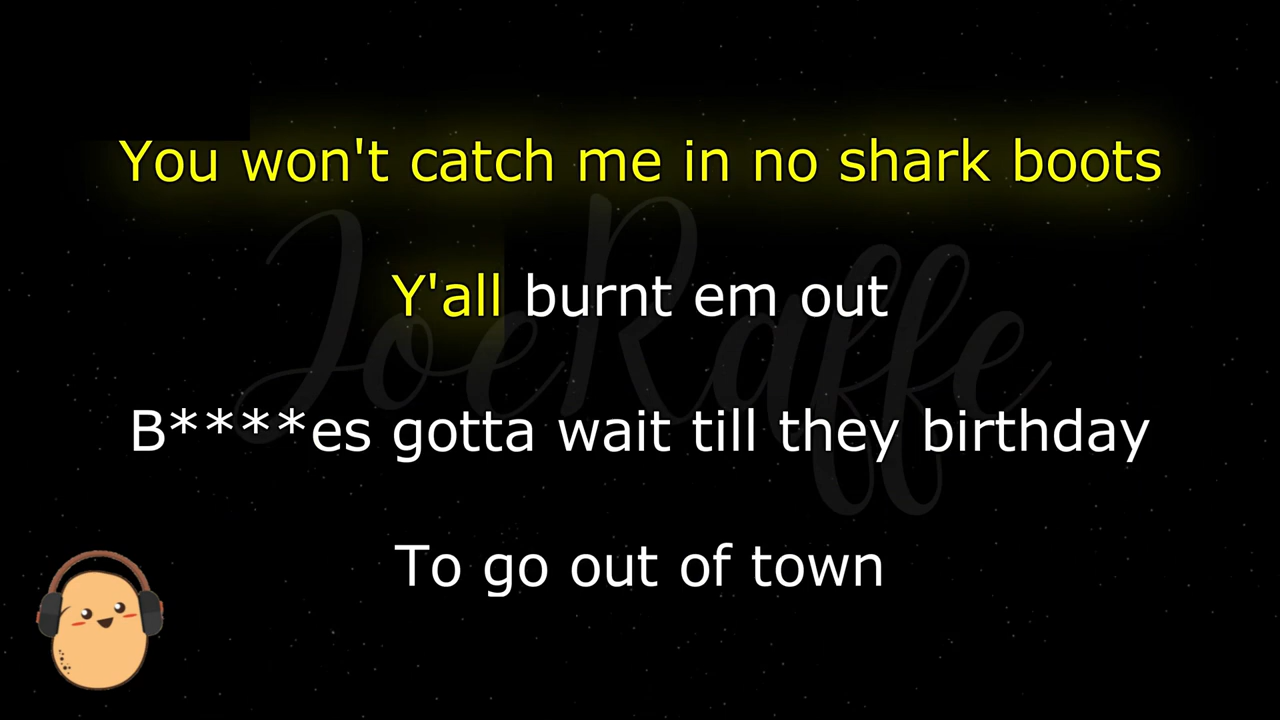 You won't catch me in no shark boots
Y'all burnt em out
B****es gotta wait till they birthday
To go out of town
JoeRaffe